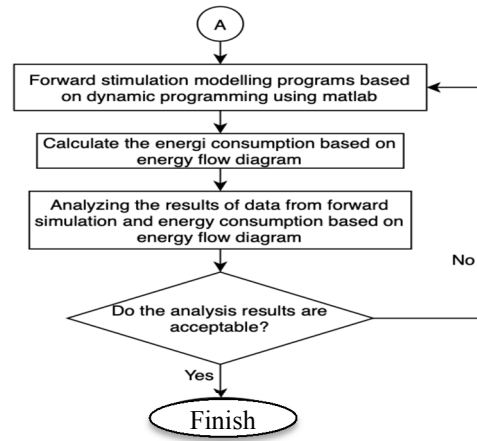 A
Forward stimulation modelling programs based
on dynamic programming using matlab
Calculate the energi consumption based on
energy flow diagram
Analyzing the results of data from forward
simulation and energy consumption based on
energy flow diagram
No
Do the analysis results are
acceptable?
Yes
Finish